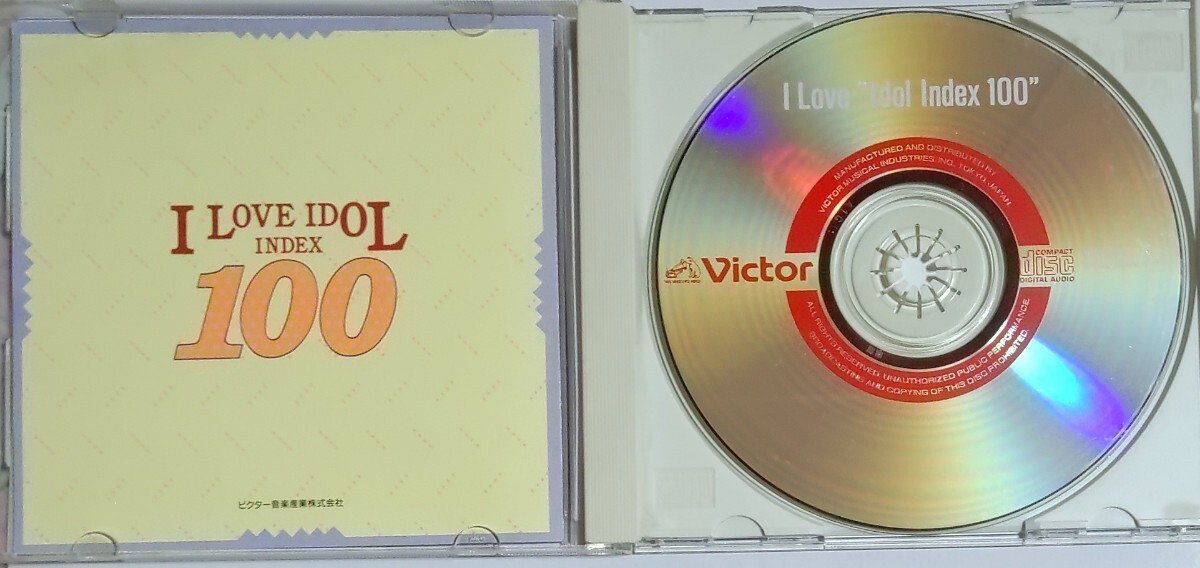 I LOVE IDOL
INDEX
100
ビクター音楽産業株式会社
I Love "Idol Index 100"
MANUFACTURED AND DISTRIBUTED BY
VICTOR MUSICAL INDUSTRIES, INC. TOKYO, JAPAN.
Victor
COMPACT
disc
DIGITAL AUDIO
ALL RIGHTS RESERVED. UNAUTHORIZED PUBLIC PERFORMANCE,
BROADCASTING AND COPYING OF THIS DISC PROHIBITED.